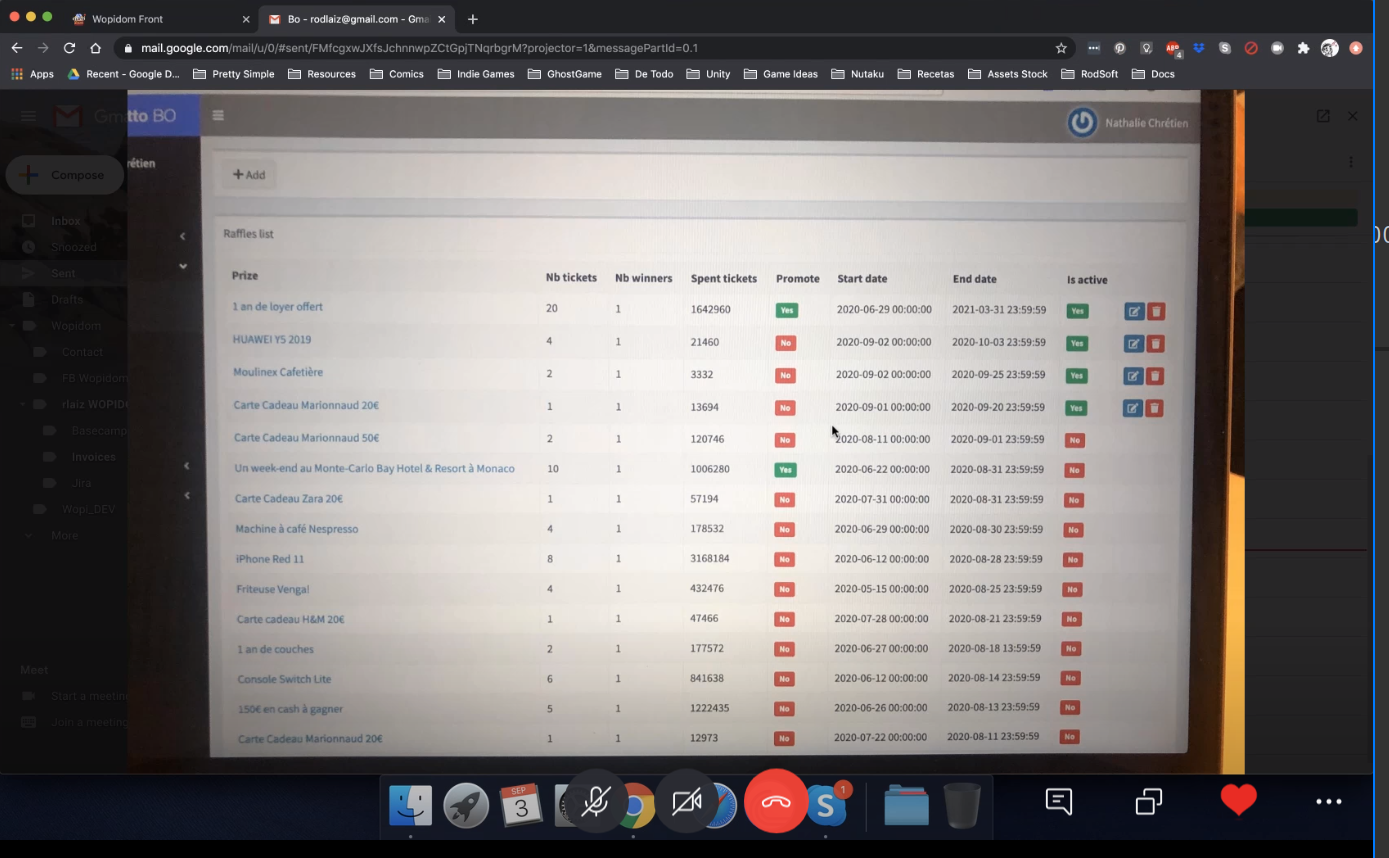 Wopidom Front
Bo - rodlaiz@gmail.com - Gma
mail.google.com/mail/u/0/#sent/FMfcgxwJXfsJchnnwpZCtGpjTNqrbgrM?projector=1&messagePartId=0.1
ABP
4
Apps Recent - Google D... Pretty Simple Resources Comics Indie Games GhostGame De Todo Unity Game Ideas Nutaku Recetas Assets Stock RodSoft Docs
Gm
tto BO
Nathalie Chrétien
rétien
Compose
Inbox
Snoozed
Sent
Drafts
Wopidom
Contact
FB Wopidom
rlaiz WOPID
Basecamp
Invoices
Jira
Wopl_DEV
More
Meet
Start a meetin
Join a meeting
+ Add
Raffles list
Prize Nb tickets Nb winners Spent tickets Promote Start date End date Is active
1 an de loyer offert 20 1 1642960 Yes 2020-06-29 00:00:00 2021-03-31 23:59:59 Yes
HUAWEI Y5 2019 4 1 21460 No 2020-09-02 00:00:00 2020-10-03 23:59:59 Yes
Moulinex Cafetière 2 1 3332 No 2020-09-02 00:00:00 2020-09-25 23:59:59 Yes
Carte Cadeau Marionnaud 20€ 1 1 13694 No 2020-09-01 00:00:00 2020-09-20 23:59:59 Yes
Carte Cadeau Marionnaud 50€ 2 1 120746 No 2020-08-11 00:00:00 2020-09-01 23:59:59 No
Un week-end au Monte-Carlo Bay Hotel & Resort à Monaco 10 1 1006280 Yes 2020-06-22 00:00:00 2020-08-31 23:59:59 No
Carte Cadeau Zara 20€ 1 1 57194 No 2020-07-31 00:00:00 2020-08-31 23:59:59 No
Machine à café Nespresso 4 1 178532 No 2020-06-29 00:00:00 2020-08-30 23:59:59 No
iPhone Red 11 8 1 3168184 No 2020-06-12 00:00:00 2020-08-28 23:59:59 No
Friteuse Venga! 4 1 432476 No 2020-05-15 00:00:00 2020-08-25 23:59:59 No
Carte cadeau H&M 20€ 1 1 47466 No 2020-07-28 00:00:00 2020-08-21 23:59:59 No
1 an de couches 2 1 177572 No 2020-06-27 00:00:00 2020-08-18 13:59:59 No
Console Switch Lite 6 1 841638 No 2020-06-12 00:00:00 2020-08-14 23:59:59 No
150€ en cash à gagner 5 1 1222435 No 2020-06-26 00:00:00 2020-08-13 23:59:59 No
Carte Cadeau Marionnaud 20€ 1 1 12973 No 2020-07-22 00:00:00 2020-08-11 23:59:59 No
SEP
3
S
1